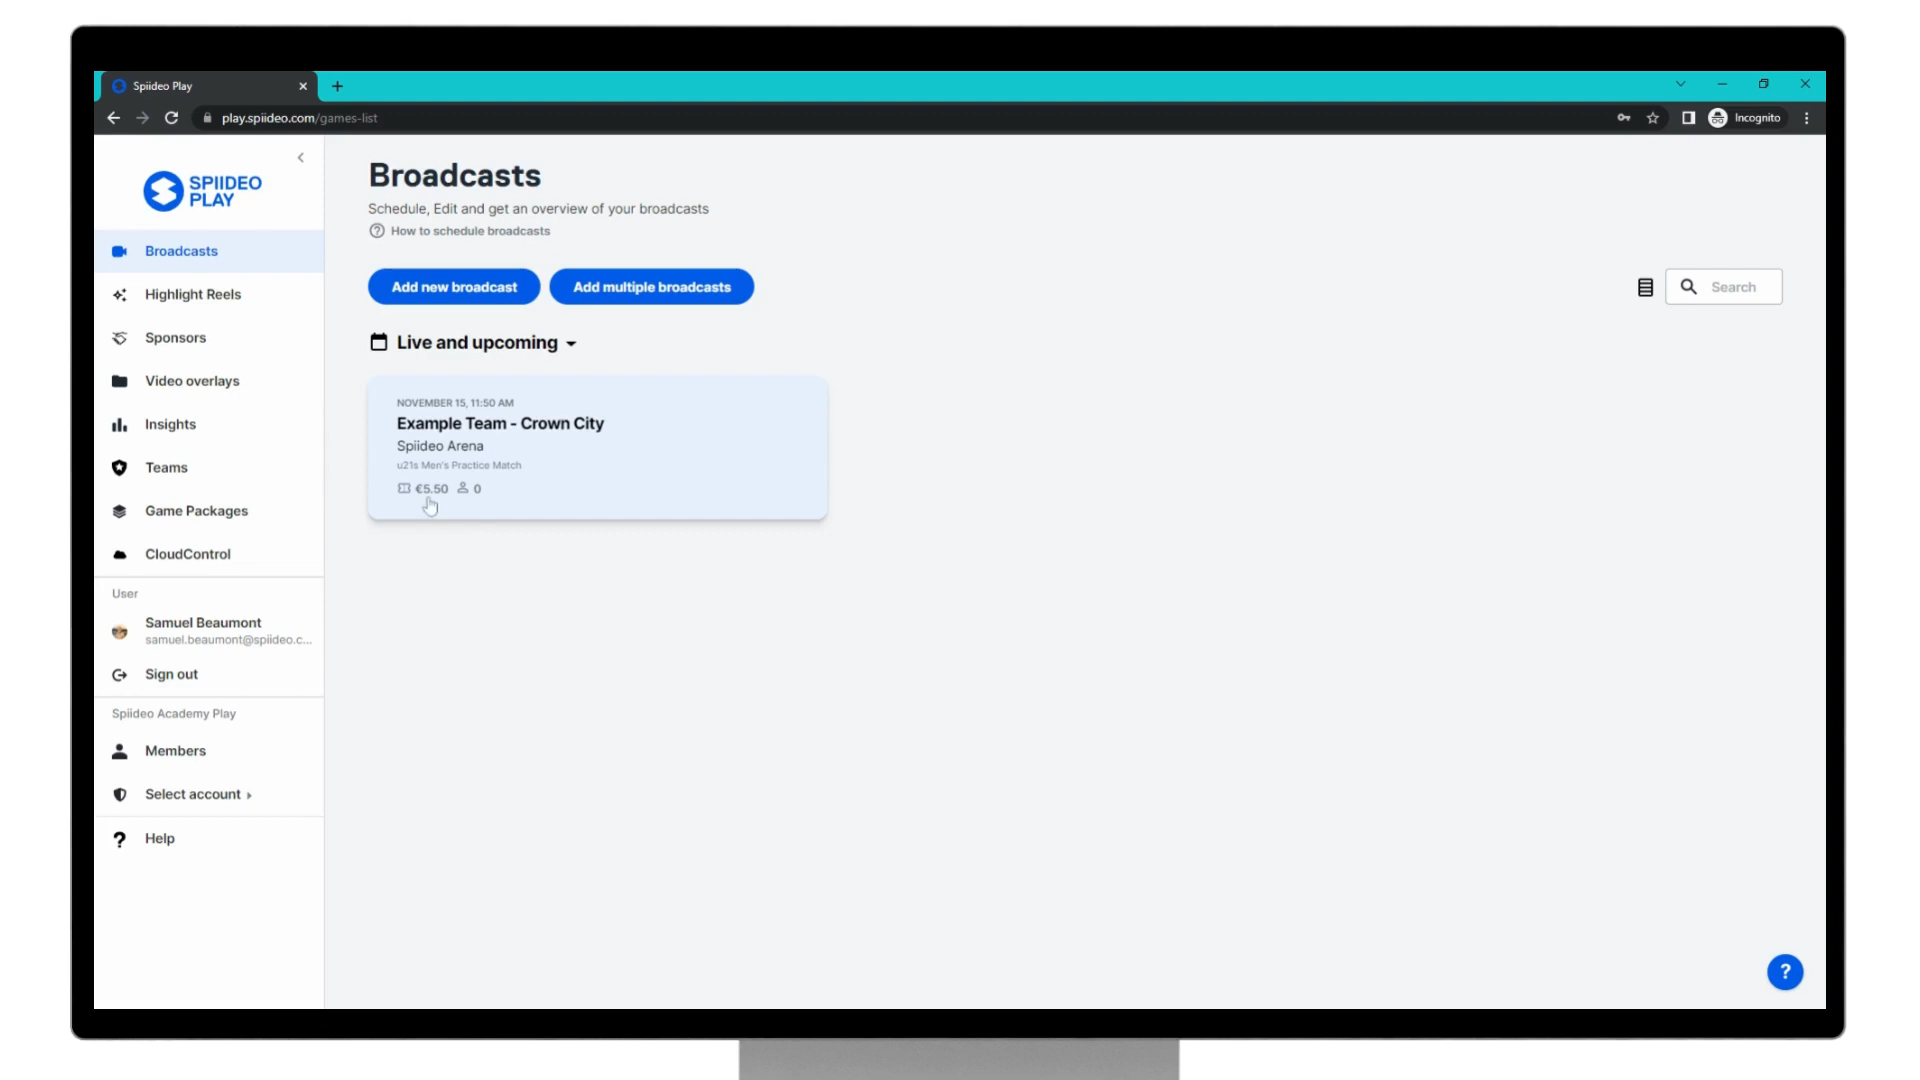 Spiideo Play
play.spiideo.com/games-list
Incognito
SPIIDEO
PLAY
Broadcasts
Highlight Reels
Sponsors
Video overlays
Insights
Teams
Game Packages
CloudControl
User
Samuel Beaumont
samuel.beaumont@spiideo.c...
Sign out
Spiideo Academy Play
Members
Select account
Help
Broadcasts
Schedule, Edit and get an overview of your broadcasts
How to schedule broadcasts
Add new broadcast
Add multiple broadcasts
Search
Live and upcoming
NOVEMBER 15, 11:50 AM
Example Team - Crown City
Spiideo Arena
u21s Men's Practice Match
€5.50 0
?